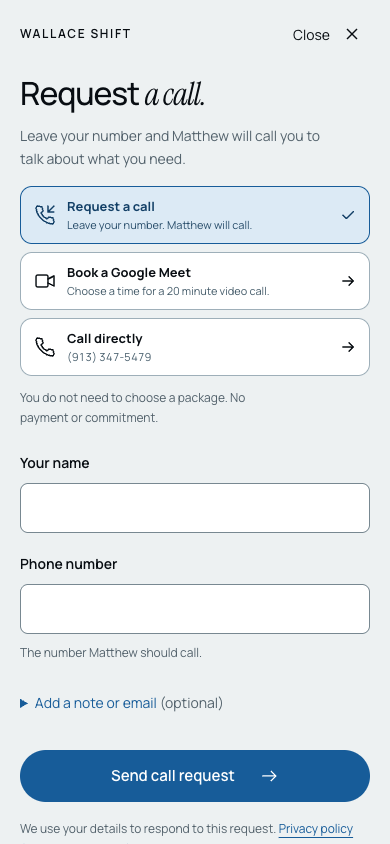 WALLACE SHIFT
Close
Request a call.
Leave your number and Matthew will call you to
talk about what you need.
Request a call
Leave your number. Matthew will call.
Book a Google Meet
Choose a time for a 20 minute video call.
Call directly
(913) 347-5479
You do not need to choose a package. No
payment or commitment.
Your name
Phone number
The number Matthew should call.
Add a note or email (optional)
Send call request
We use your details to respond to this request. Privacy policy